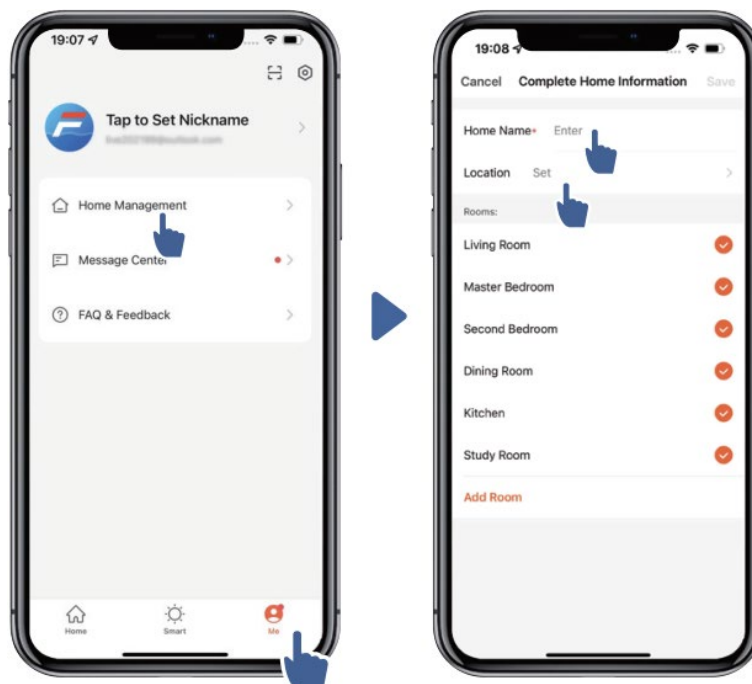 19:07
Tap to Set Nickname
Home Management
Message Center
FAQ & Feedback
Home
Smart
Me
19:08
Cancel Complete Home Information Save
Home Name* Enter
Location Set
Rooms:
Living Room
Master Bedroom
Second Bedroom
Dining Room
Kitchen
Study Room
Add Room